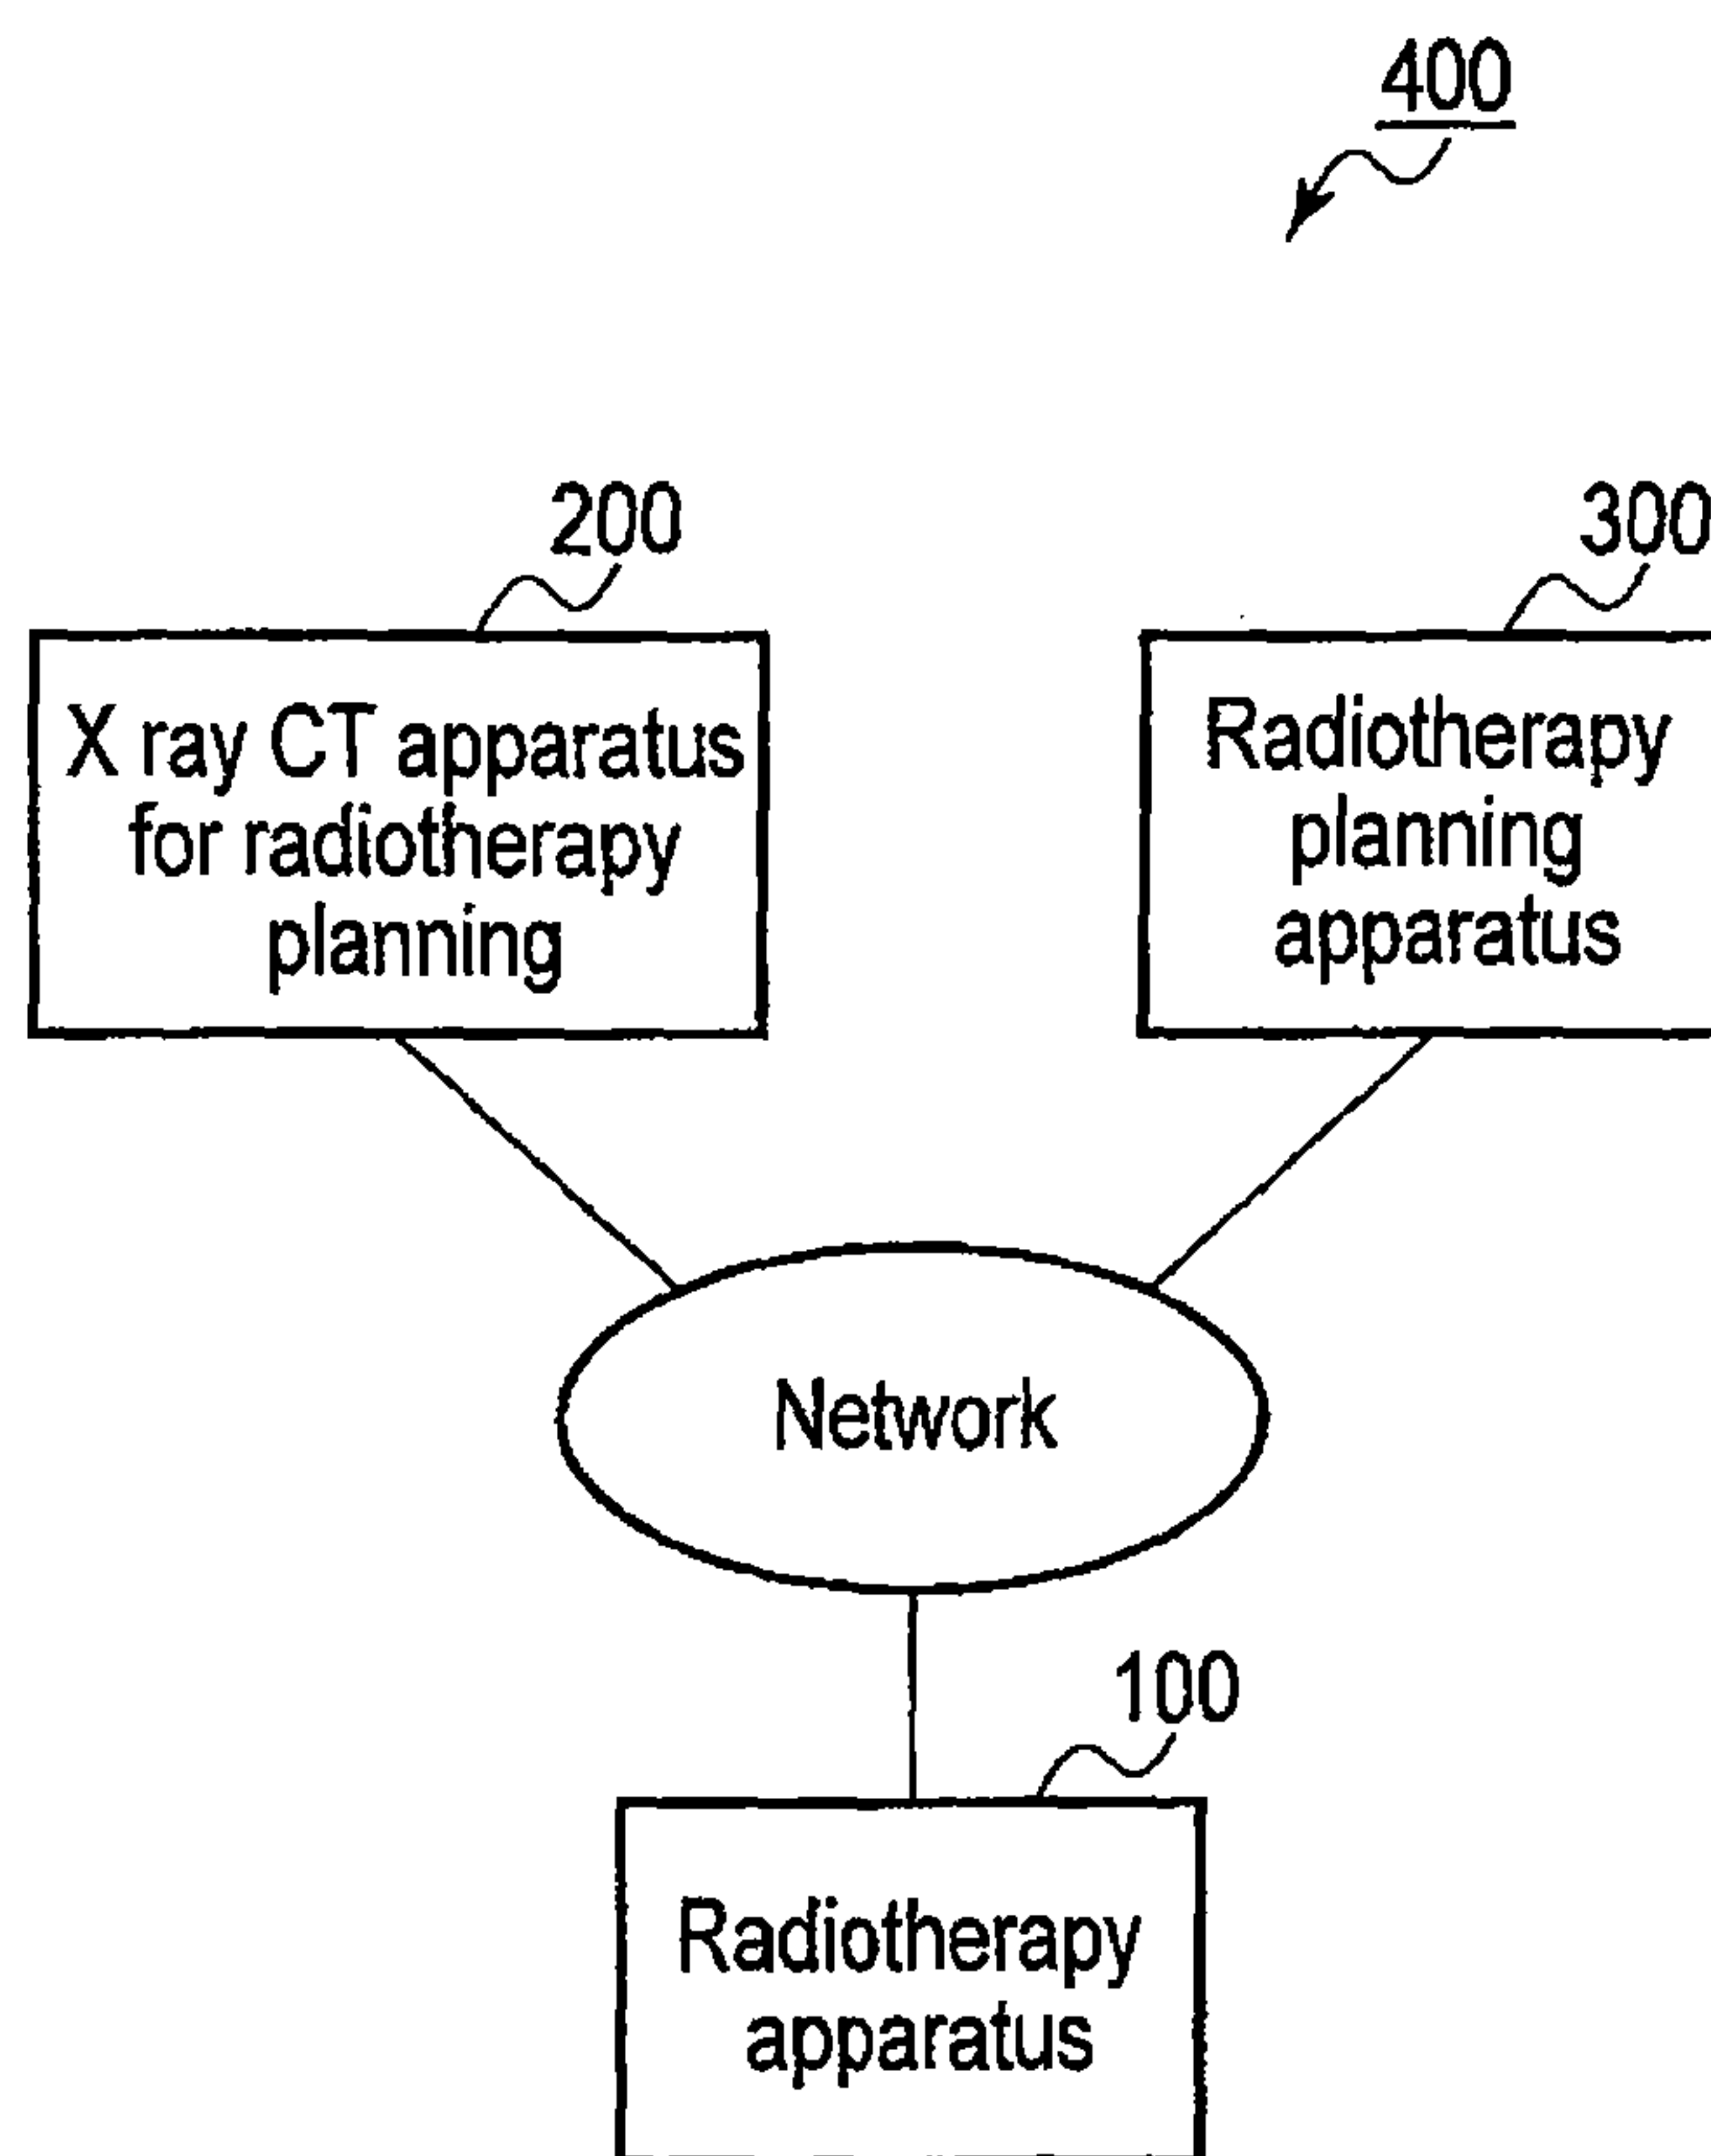 400
200
300
X ray CT apparatus
for radiotherapy
planning
Radiotherapy
planning
apparatus
Network
100
Radiotherapy
apparatus